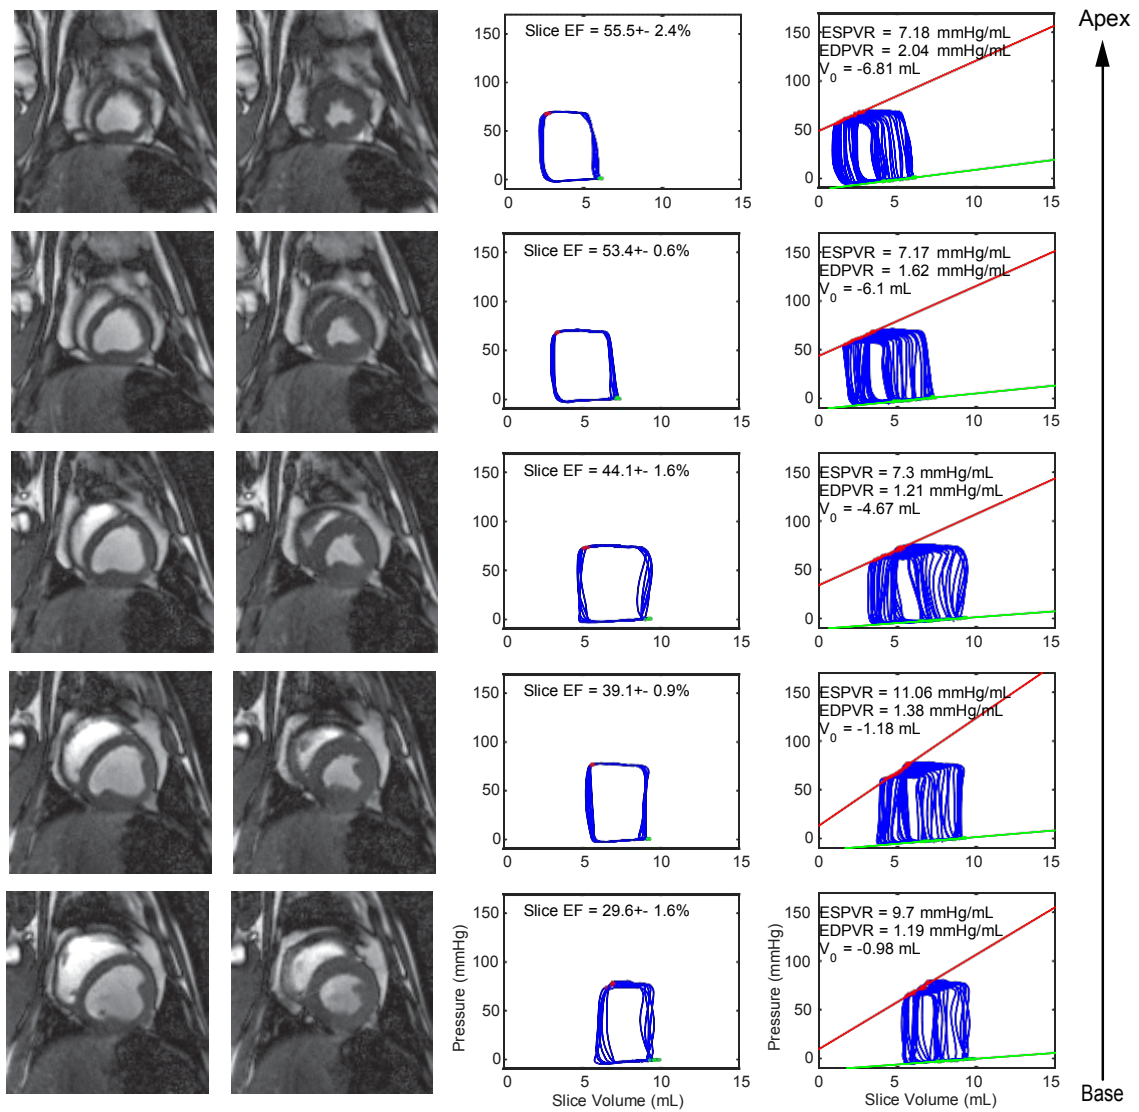 Apex
Slice EF = 55.5+- 2.4%
150
100
50
0
0 5 10 15
ESPVR = 7.18 mmHg/mL
EDPVR = 2.04 mmHg/mL
V0 = -6.81 mL
150
100
50
0
0 5 10 15
Slice EF = 53.4+- 0.6%
150
100
50
0
0 5 10 15
ESPVR = 7.17 mmHg/mL
EDPVR = 1.62 mmHg/mL
V0 = -6.1 mL
150
100
50
0
0 5 10 15
Slice EF = 44.1+- 1.6%
150
100
50
0
0 5 10 15
ESPVR = 7.3 mmHg/mL
EDPVR = 1.21 mmHg/mL
V0 = -4.67 mL
150
100
50
0
0 5 10 15
Slice EF = 39.1+- 0.9%
150
100
50
0
0 5 10 15
ESPVR = 11.06 mmHg/mL
EDPVR = 1.38 mmHg/mL
V0 = -1.18 mL
150
100
50
0
0 5 10 15
Slice EF = 29.6+- 1.6%
Pressure (mmHg)
150
100
50
0
0 5 10 15
Slice Volume (mL)
ESPVR = 9.7 mmHg/mL
EDPVR = 1.19 mmHg/mL
V0 = -0.98 mL
Pressure (mmHg)
150
100
50
0
0 5 10 15
Slice Volume (mL)
Base